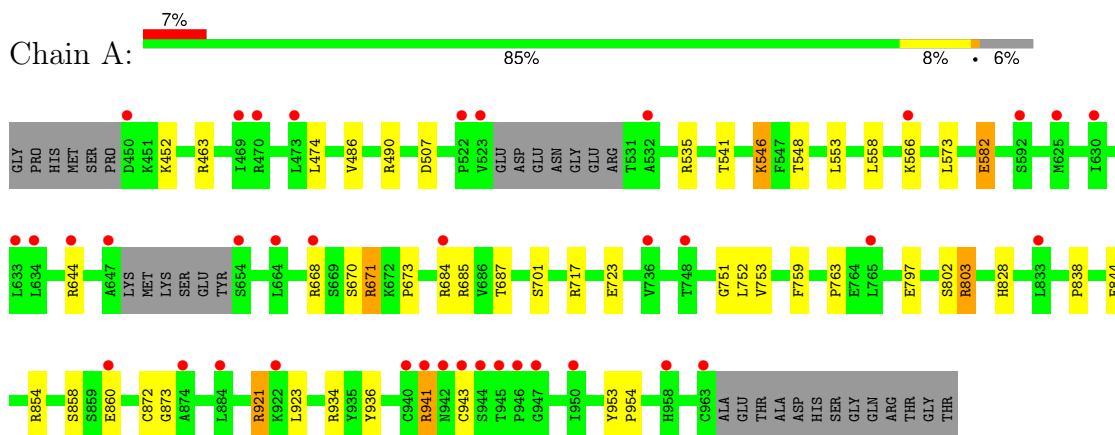 7%
Chain A:
85% 8% • 6%
GLY PRO HIS MET SER PRO D450 K451 K452 R463 I469 R470 L473 L474 V486 R490 D507 P522 V523 GLU ASP GLU ASN GLY GLU ARG T531 A532 R535 T541 K546 F547 T548 L553 L558 K566 L573 E582 S592 M625 I630
L633 L634 R644 A647 LYS MET LYS SER GLU TYR S654 L664 R668 S669 S670 R671 K672 P673 R684 R685 V686 T687 S701 R717 E723 V736 T748 G751 L752 V753 F759 P763 E764 L765 E797 S802 R803 H828 L833 P838
R854 S858 S859 E860 C872 G873 A874 L884 R921 K922 L923 R934 Y935 Y936 C940 R941 N942 C943 S944 T945 P946 G947 I950 Y953 P954 H958 C963 ALA GLU THR ALA ASP HIS SER GLY GLN ARG THR GLY THR